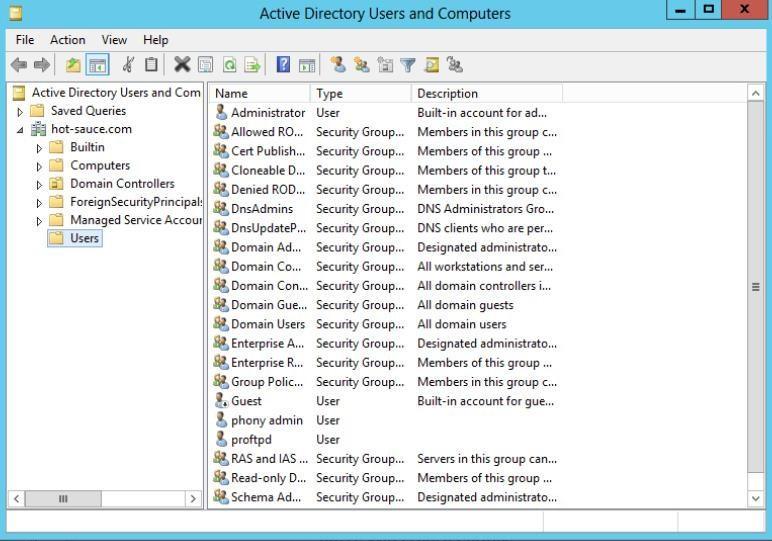 Active Directory Users and Computers
File Action View Help
Active Directory Users and Com
Saved Queries
hot-sauce.com
Builtin
Computers
Domain Controllers
ForeignSecurityPrincipals
Managed Service Accour
Users
Name Type Description
Administrator User Built-in account for ad...
Allowed RO... Security Group... Members in this group c...
Cert Publish... Security Group... Members of this group ...
Cloneable D... Security Group... Members of this group t...
Denied ROD... Security Group... Members in this group c...
DnsAdmins Security Group... DNS Administrators Gro...
DnsUpdateP... Security Group... DNS clients who are per...
Domain Ad... Security Group... Designated administrato...
Domain Co... Security Group... All workstations and ser...
Domain Con... Security Group... All domain controllers i...
Domain Gue... Security Group... All domain guests
Domain Users Security Group... All domain users
Enterprise A... Security Group... Designated administrato...
Enterprise R... Security Group... Members of this group ...
Group Polic... Security Group... Members in this group c...
Guest User Built-in account for gue...
phony admin User
proftpd User
RAS and IAS ... Security Group... Servers in this group can...
Read-only D... Security Group... Members of this group ...
Schema Ad... Security Group... Designated administrato...